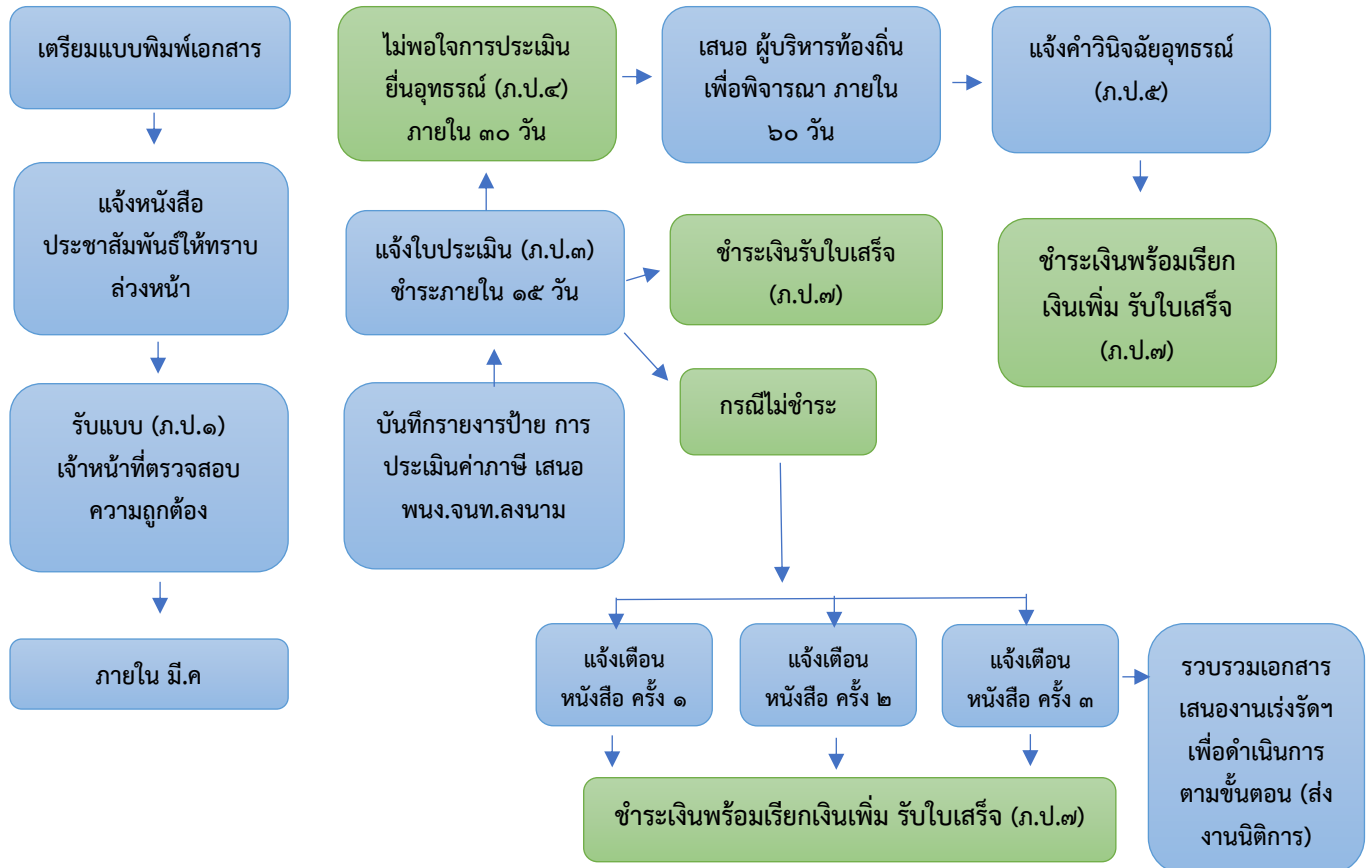 เตรียมแบบพิมพ์เอกสาร
แจ้งหนังสือ
ประชาสัมพันธ์ให้ทราบ
ล่วงหน้า
รับแบบ (ภ.ป.๑)
เจ้าหน้าที่ตรวจสอบ
ความถูกต้อง
ภายใน มี.ค
ไม่พอใจการประเมิน
ยื่นอุทธรณ์ (ภ.ป.๔)
ภายใน ๓๐ วัน
เสนอ ผู้บริหารท้องถิ่น
เพื่อพิจารณา ภายใน
๖๐ วัน
แจ้งคำวินิจฉัยอุทธรณ์
(ภ.ป.๕)
แจ้งใบประเมิน (ภ.ป.๓)
ชำระภายใน ๑๕ วัน
ชำระเงินรับใบเสร็จ
(ภ.ป.๗)
ชำระเงินพร้อมเรียก
เงินเพิ่ม รับใบเสร็จ
(ภ.ป.๗)
บันทึกรายงารป้าย การ
ประเมินค่าภาษี เสนอ
พนง.จนท.ลงนาม
กรณีไม่ชำระ
แจ้งเตือน
หนังสือ ครั้ง ๑
แจ้งเตือน
หนังสือ ครั้ง ๒
แจ้งเตือน
หนังสือ ครั้ง ๓
รวบรวมเอกสาร
เสนองานเร่งรัดฯ
เพื่อดำเนินการ
ตามขั้นตอน (ส่ง
งานนิติการ)
ชำระเงินพร้อมเรียกเงินเพิ่ม รับใบเสร็จ (ภ.ป.๗)